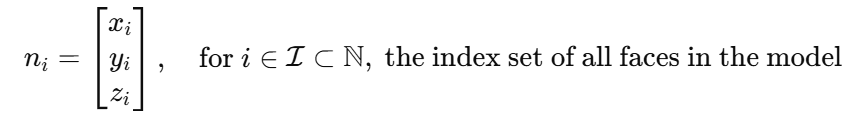 n_i = [x_i y_i z_i], for i ∈ ℐ ⊂ ℕ, the index set of all faces in the model